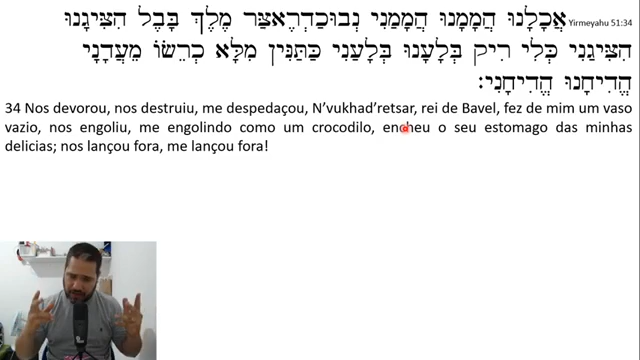 Yirmeyahu 51:34 אֲכָלָנוּ הֲמָמָנוּ הֲמָמַנִי נְבוּכַדְרֶאצַּר מֶלֶךְ בָּבֶל הִצִּיגָנוּ
הִצִּיגַנִי כְּלִי רִיק בְּלָעָנוּ בְּלָעַנִי כַּתַּנִּין מִלָּא כְרֵשׂוֹ מֵעֲדָנָי
הֱדִיחָנוּ הֱדִיחָנִי׃
34 Nos devorou, nos destruiu, me despedaçou, N’vukhad’retsar, rei de Bavel, fez de mim um vaso
vazio, nos engoliu, me engolindo como um crocodilo, encheu o seu estomago das minhas
delicias; nos lançou fora, me lançou fora!